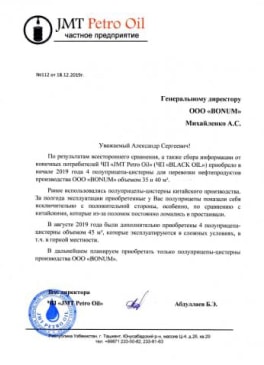 JMT Petro Oil
частное предприятие
№112 от 18.12.2019г.
Генеральному директору
ООО «BONUM»
Михайленко А.С.
Уважаемый Александр Сергеевич!
По результатам всестороннего сравнения, а также сбора информации от
конечных потребителей ЧП «JMT Petro Oil» (ЧП «BLACK OIL») приобрело в
начале 2019 года 4 полуприцепа-цистерны для перевозки нефтепродуктов
производства ООО «BONUM» объемом 35 и 40 м³.
Ранее использовались полуприцепы-цистерны китайского производства.
За полгода эксплуатации приобретенные у Вас полуприцепы показали себя
исключительно с положительной стороны, особенно, по сравнению с
китайскими, которые из-за поломок постоянно ломались и простаивали.
В августе 2019 году были дополнительно приобретены 4 полуприцепа-
цистерны объемом 45 м³, которые эксплуатируются в сложных условиях, в
т.ч. в горной местности.
В дальнейшем планируем приобретать только полуприцепы-цистерны
производства ООО «BONUM».
директора
ЧП «JMT Petro Oil»
Абдуллаев Б.Э.
Республика Узбекистан, г. Ташкент, Юнусабадский р-н, массив Ц-4,